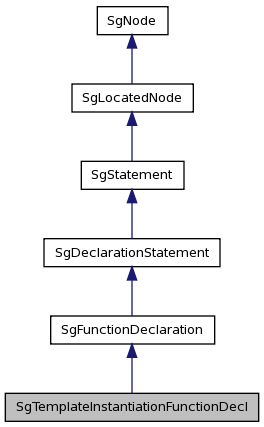 SgNode
SgLocatedNode
SgStatement
SgDeclarationStatement
SgFunctionDeclaration
SgTemplateInstantiationFunctionDecl